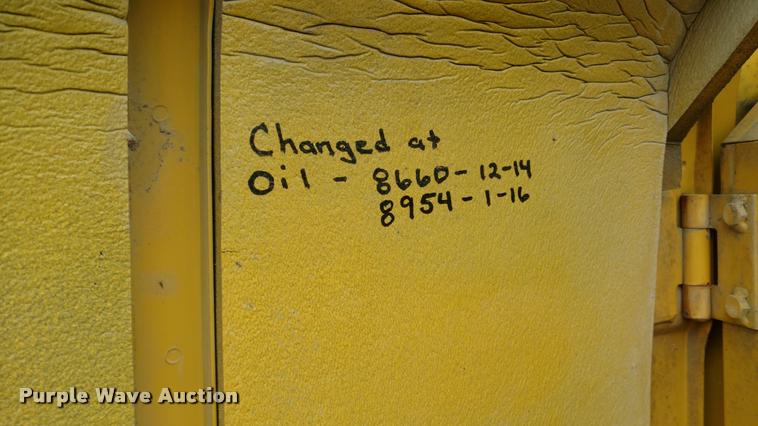 Changed at
Oil - 8660 - 12-14
8954 - 1-16
Purple Wave Auction